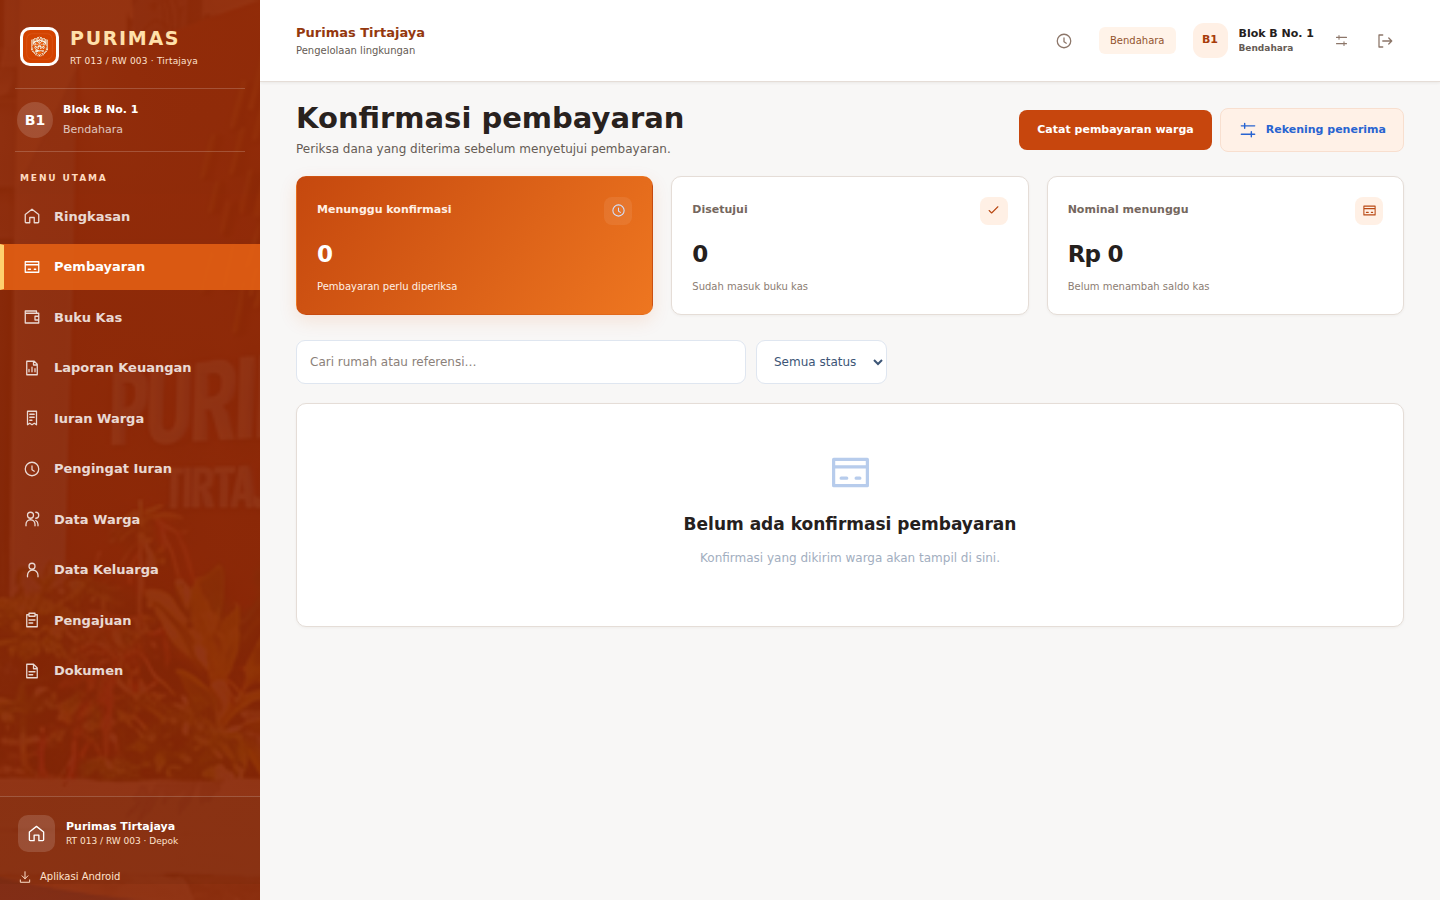 PURIMAS
RT 013 / RW 003 · Tirtajaya
B1
Blok B No. 1
Bendahara
MENU UTAMA
Ringkasan
Pembayaran
Buku Kas
Laporan Keuangan
Iuran Warga
Pengingat Iuran
Data Warga
Data Keluarga
Pengajuan
Dokumen
Purimas Tirtajaya
RT 013 / RW 003 · Depok
Aplikasi Android
Purimas Tirtajaya
Pengelolaan lingkungan
Bendahara
B1
Blok B No. 1
Bendahara
Konfirmasi pembayaran
Periksa dana yang diterima sebelum menyetujui pembayaran.
Catat pembayaran warga
Rekening penerima
Menunggu konfirmasi
0
Pembayaran perlu diperiksa
Disetujui
0
Sudah masuk buku kas
Nominal menunggu
Rp 0
Belum menambah saldo kas
Cari rumah atau referensi...
Semua status
Belum ada konfirmasi pembayaran
Konfirmasi yang dikirim warga akan tampil di sini.